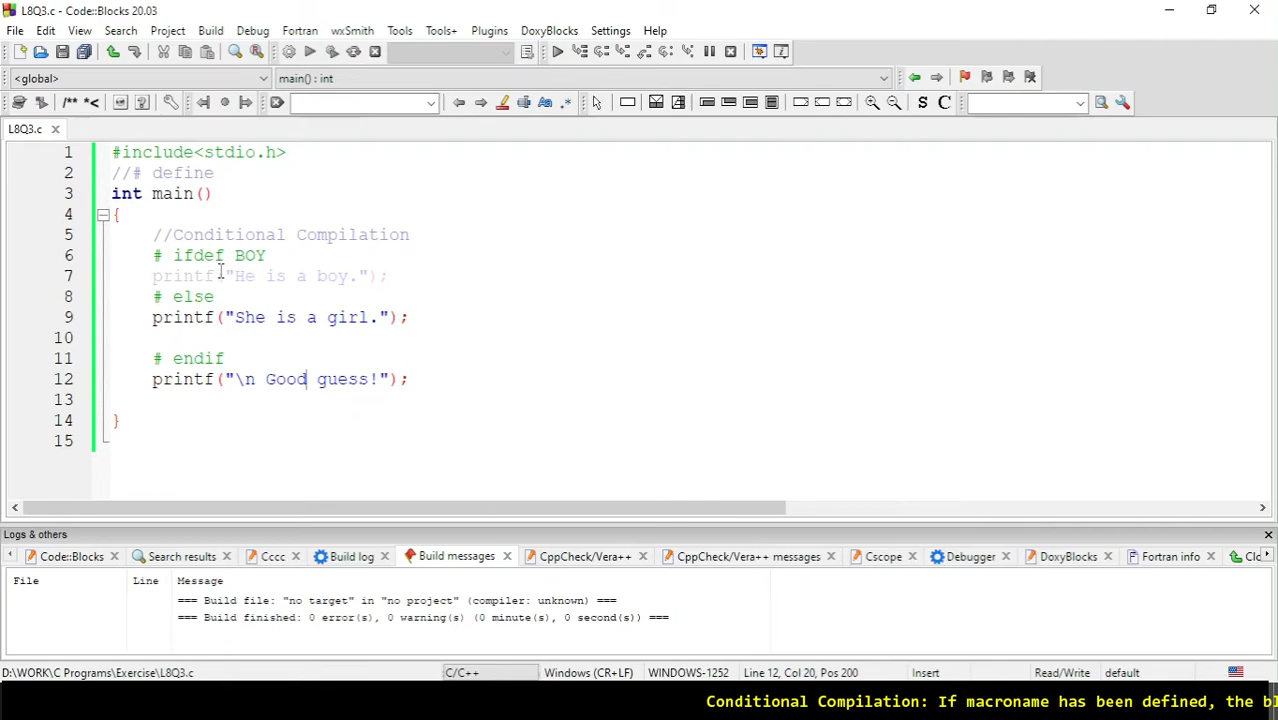 L8Q3.c - Code::Blocks 20.03
File Edit View Search Project Build Debug Fortran wxSmith Tools Tools+ Plugins DoxyBlocks Settings Help
<global> main() : int
/** *< S C
L8Q3.c
1 #include<stdio.h>
2 //# define
3 int main()
4 {
5 //Conditional Compilation
6 # ifdef BOY
7 printf("He is a boy.");
8 # else
9 printf("She is a girl.");
10
11 # endif
12 printf("\n Good guess!");
13
14 }
15
Logs & others
Code::Blocks Search results Cccc Build log Build messages CppCheck/Vera++ CppCheck/Vera++ messages Cscope Debugger DoxyBlocks Fortran info Clo
File Line Message
=== Build file: "no target" in "no project" (compiler: unknown) ===
=== Build finished: 0 error(s), 0 warning(s) (0 minute(s), 0 second(s)) ===
D:\WORK\C Programs\Exercise\L8Q3.c C/C++ Windows (CR+LF) WINDOWS-1252 Line 12, Col 20, Pos 200 Insert Read/Write default
Conditional Compilation: If macroname has been defined, the bl